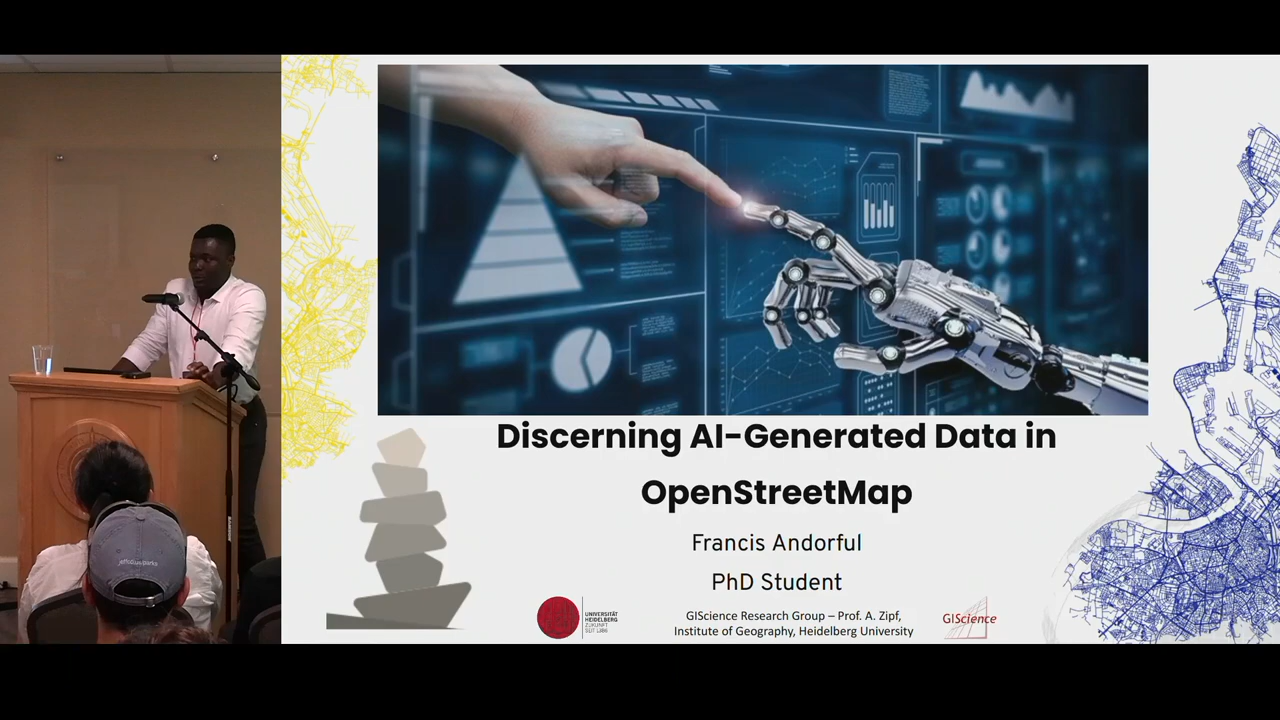 Discerning AI-Generated Data in
OpenStreetMap
Francis Andorful
PhD Student
UNIVERSITÄT
HEIDELBERG
ZUKUNFT
SEIT 1386
GIScience Research Group – Prof. A. Zipf,
Institute of Geography, Heidelberg University
GIScience